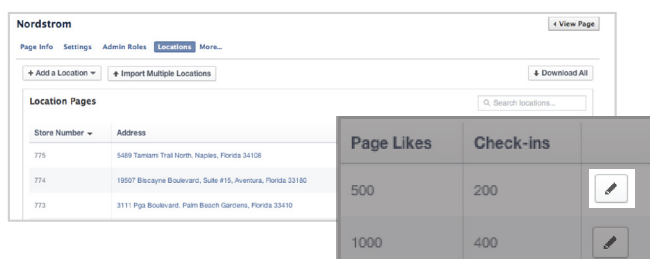 Nordstrom
View Page
Page Info Settings Admin Roles Locations More...
+ Add a Location
Import Multiple Locations
Download All
Location Pages
Search locations...
Store Number Address
775 5489 Tamiami Trail North, Naples, Florida 34108
774 19507 Biscayne Boulevard, Suite #15, Aventura, Florida 33180
773 3111 Pga Boulevard. Palm Beach Gardens, Florida 33410
Page Likes Check-ins
500 200
1000 400